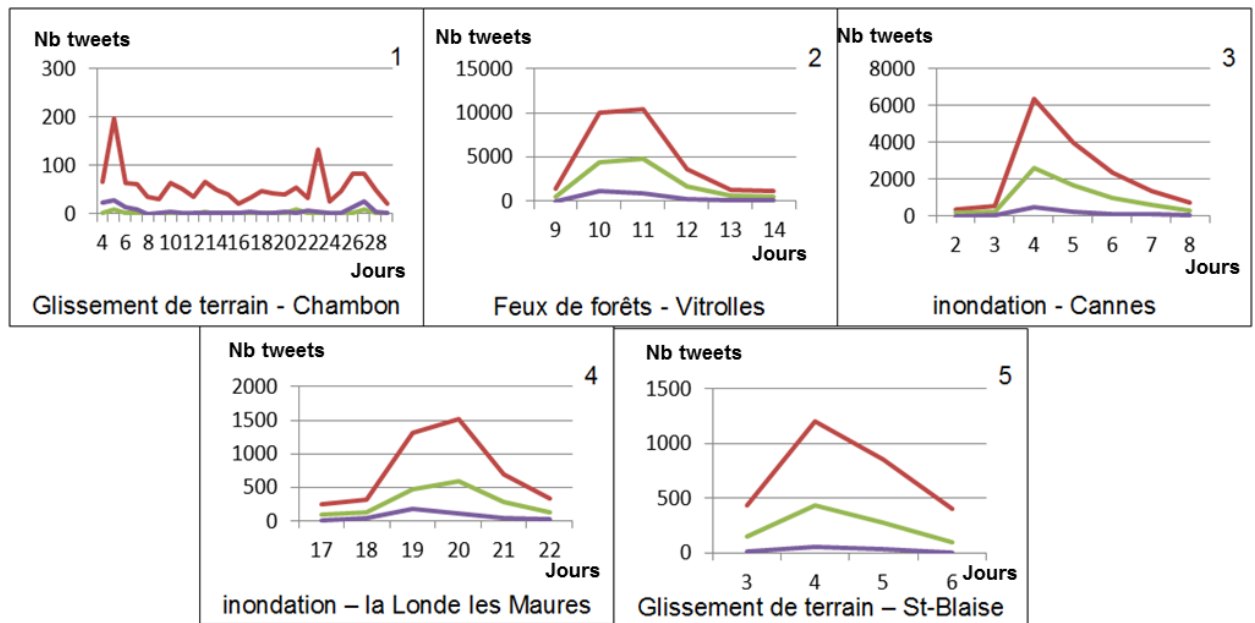 Nb tweets
1
300
200
100
0
4 6 8 10 12 14 16 18 20 22 24 26 28
Jours
Glissement de terrain - Chambon
Nb tweets
2
15000
10000
5000
0
9 10 11 12 13 14
Jours
Feux de forêts - Vitrolles
Nb tweets
3
8000
6000
4000
2000
0
2 3 4 5 6 7 8
Jours
inondation - Cannes
Nb tweets
4
2000
1500
1000
500
0
17 18 19 20 21 22
Jours
inondation – la Londe les Maures
Nb tweets
5
1500
1000
500
0
3 4 5 6
Jours
Glissement de terrain – St-Blaise